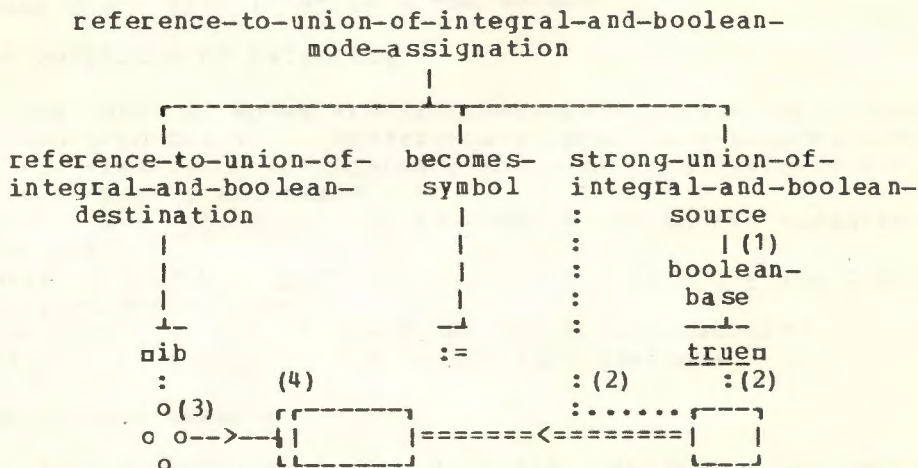 reference-to-union-of-integral-and-boolean-
mode-assignation
reference-to-union-of- becomes- strong-union-of-
integral-and-boolean- symbol integral-and-boolean-
destination source
(1)
boolean-
base
¤ib := true¤
(4) (2) (2)
(3)